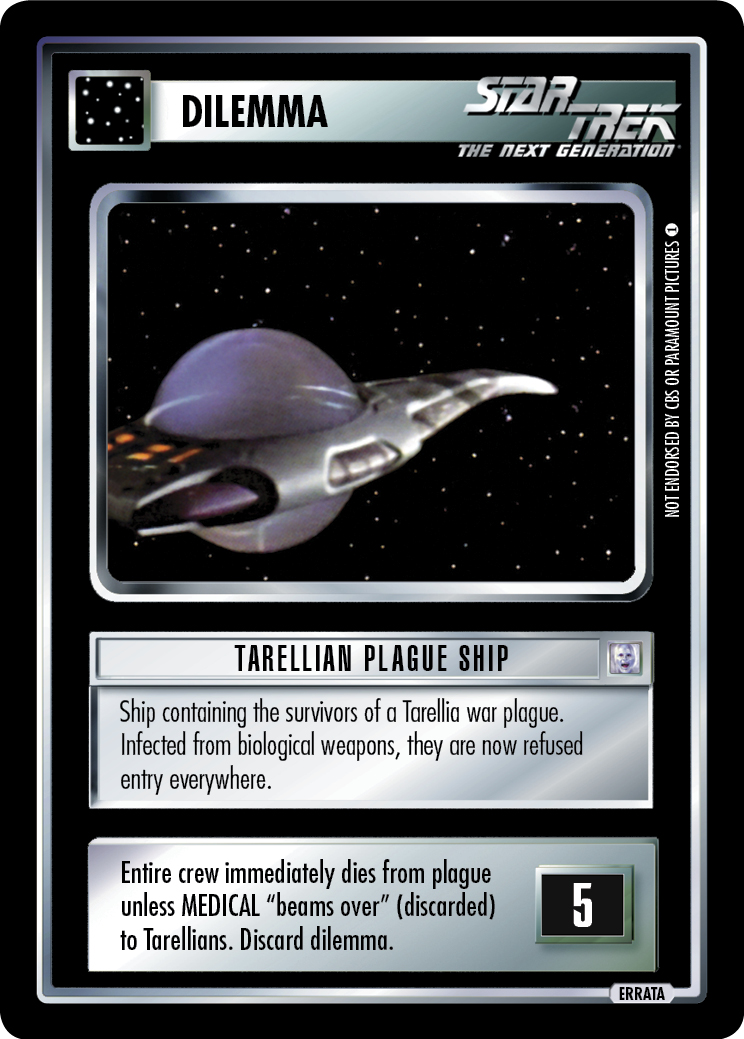 DILEMMA
STAR TREK
THE NEXT GENERATION
NOT ENDORSED BY CBS OR PARAMOUNT PICTURES 1
TARELLIAN PLAGUE SHIP
Ship containing the survivors of a Tarellia war plague.
Infected from biological weapons, they are now refused
entry everywhere.
Entire crew immediately dies from plague
unless MEDICAL “beams over” (discarded)
to Tarellians. Discard dilemma.
5
ERRATA